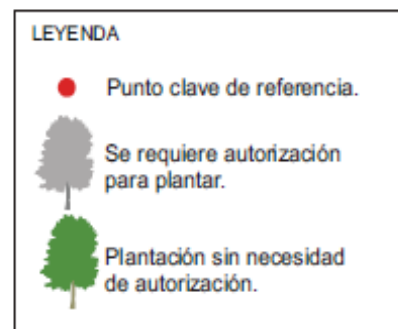 LEYENDA
Punto clave de referencia.
Se requiere autorización
para plantar.
Plantación sin necesidad
de autorización.